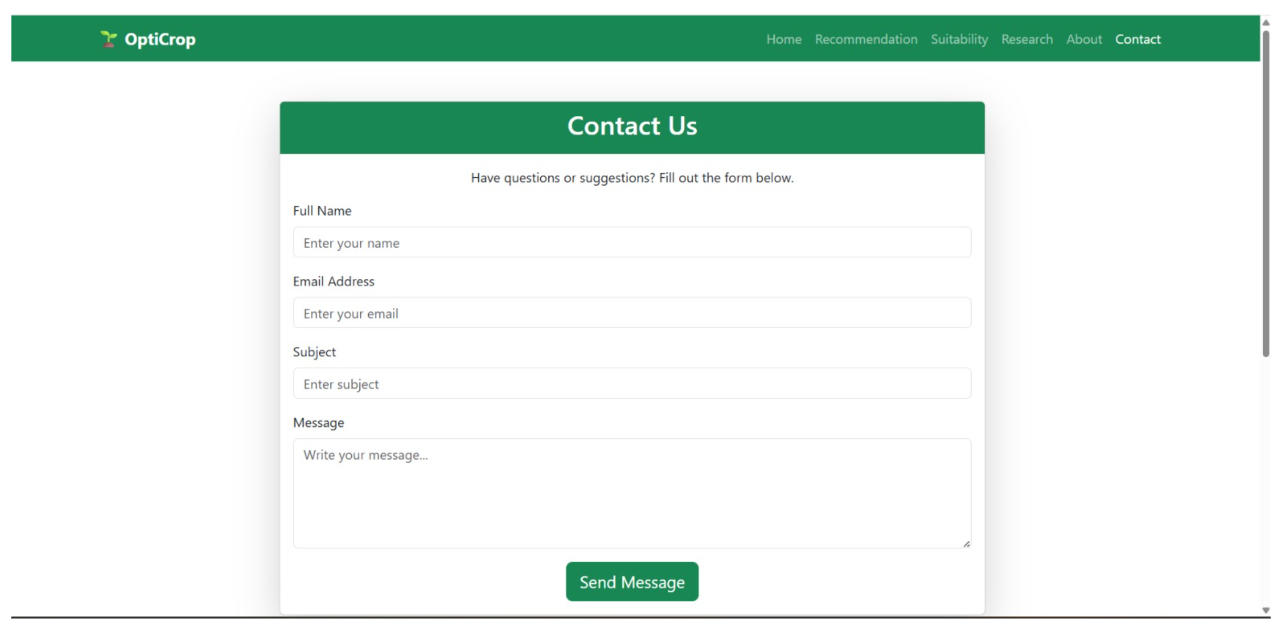 OptiCrop
Home Recommendation Suitability Research About Contact
Contact Us
Have questions or suggestions? Fill out the form below.
Full Name
Enter your name
Email Address
Enter your email
Subject
Enter subject
Message
Write your message...
Send Message